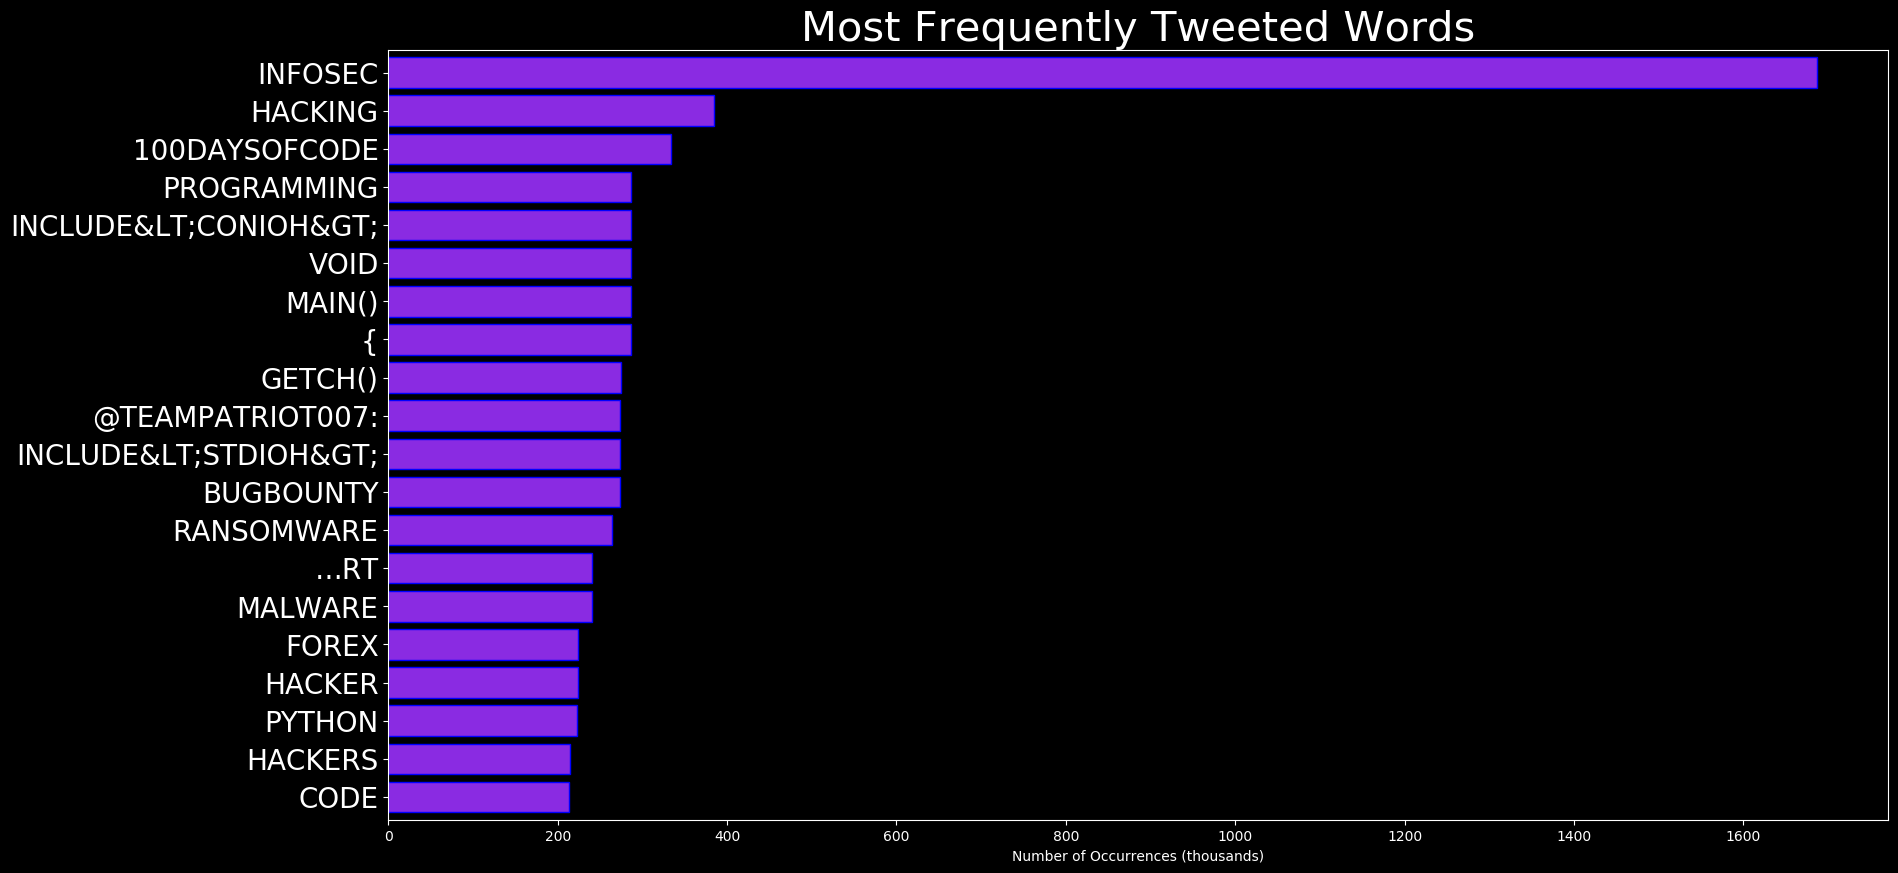 Most Frequently Tweeted Words
INFOSEC
HACKING
100DAYSOFCODE
PROGRAMMING
INCLUDE&LT;CONIOH&GT;
VOID
MAIN()
{
GETCH()
@TEAMPATRIOT007:
INCLUDE&LT;STDIOH&GT;
BUGBOUNTY
RANSOMWARE
…RT
MALWARE
FOREX
HACKER
PYTHON
HACKERS
CODE
0 200 400 600 800 1000 1200 1400 1600
Number of Occurrences (thousands)